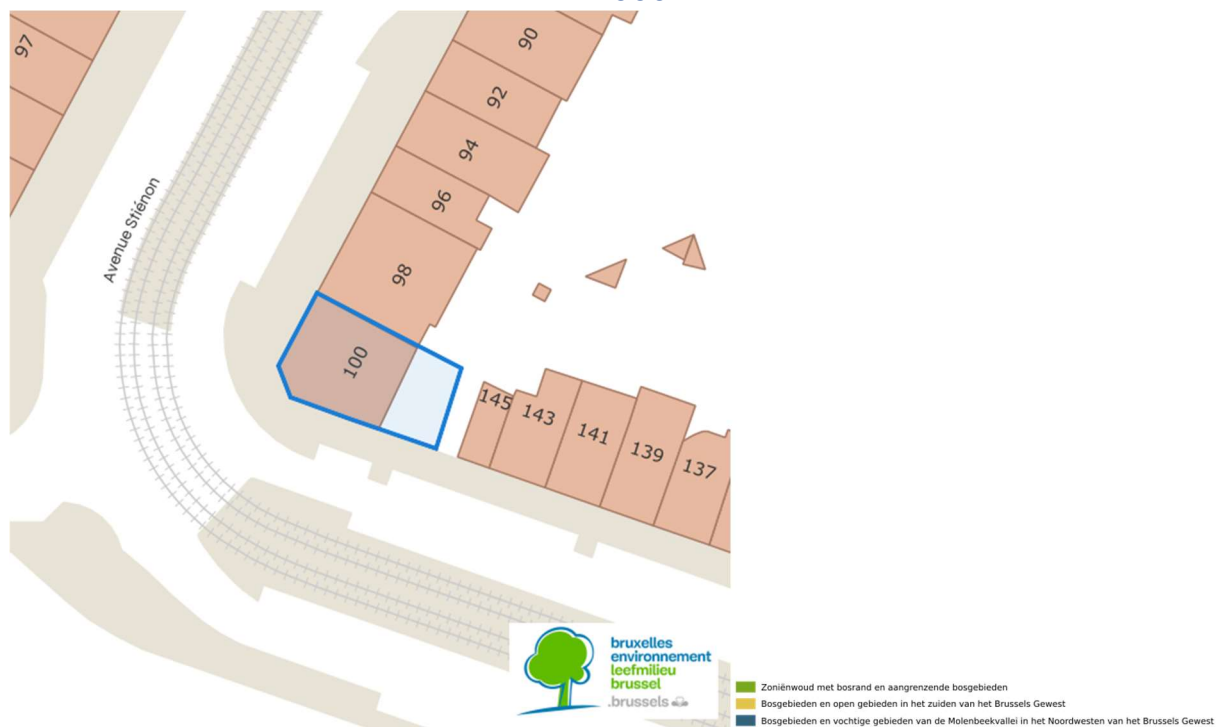 97
90
92
94
96
98
100
Avenue Stiénon
145
143
141
139
137
bruxelles
environnement
leefmilieu
brussel
.brussels
Zoniënwoud met bosrand en aangrenzende bosgebieden
Bosgebieden en open gebieden in het zuiden van het Brussels Gewest
Bosgebieden en vochtige gebieden van de Molenbeekvallei in het Noordwesten van het Brussels Gewest